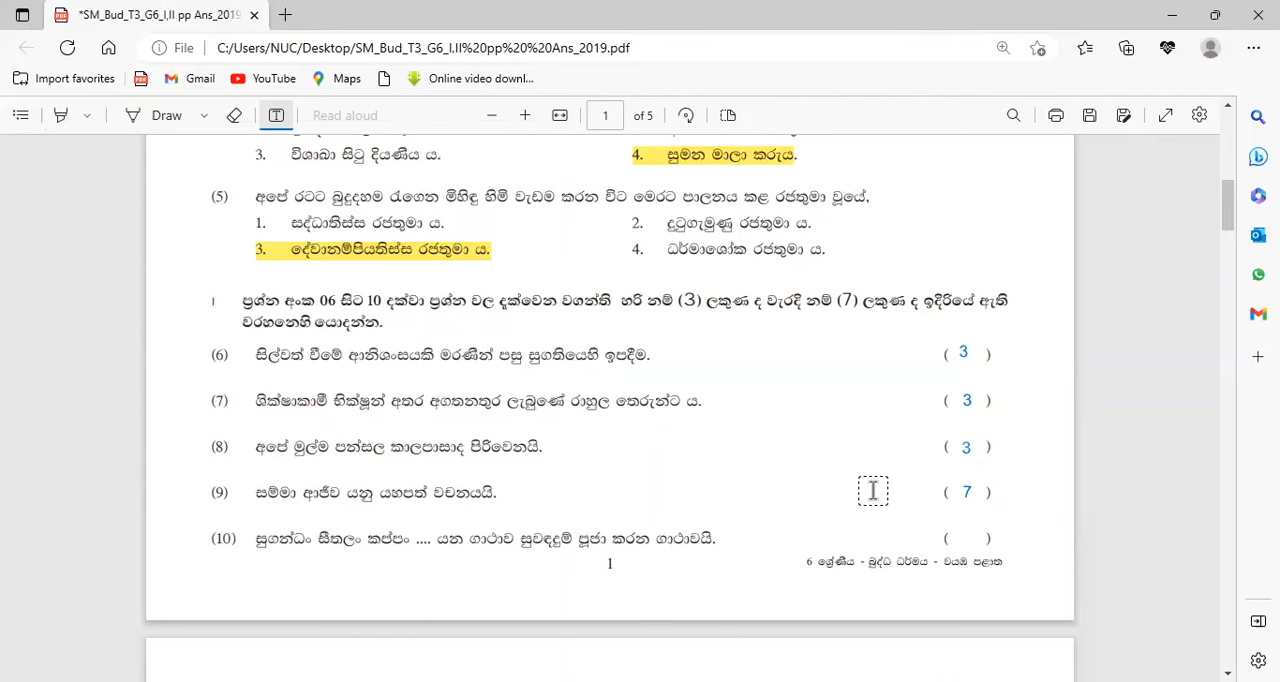 *SM_Bud_T3_G6_I,II pp Ans_2019
File C:/Users/NUC/Desktop/SM_Bud_T3_G6_I,II%20pp%20%20Ans_2019.pdf
Import favorites Gmail YouTube Maps Online video downl...
Draw Read aloud 1 of 5
3. විශාඛා සිටු දියණිය ය. 4. සුමන මාලා කරුය.
(5) අපේ රටට බුදුදහම රැගෙන මිහිඳු හිමි වැඩම කරන විට මෙරට පාලනය කළ රජතුමා වූයේ,
1. සද්ධාතිස්ස රජතුමා ය. 2. දුටුගැමුණු රජතුමා ය.
3. දේවානම්පියතිස්ස රජතුමා ය. 4. ධර්මාශෝක රජතුමා ය.
l ප්‍රශ්න අංක 06 සිට 10 දක්වා ප්‍රශ්න වල දැක්වෙන වගන්ති හරි නම් (3) ලකුණ ද වැරදි නම් (7) ලකුණ ද ඉදිරියේ ඇති
වරහනෙහි යොදන්න.
(6) සිල්වත් වීමේ ආනිශංසයකි මරණින් පසු සුගතියෙහි ඉපදීම. ( 3 )
(7) ශික්ෂාකාමී භික්ෂූන් අතර අගතනතුර ලැබුණේ රාහුල තෙරුන්ට ය. ( 3 )
(8) අපේ මුල්ම පන්සල කාලපාසාද පිරිවෙනයි. ( 3 )
(9) සම්මා ආජීව යනු යහපත් වචනයයි. ( 7 )
(10) සුගන්ධං සීතලං කප්පං .... යන ගාථාව සුවඳදුම් පූජා කරන ගාථාවයි. ( )
1 6 ශ්‍රේණිය - බුද්ධ ධර්මය - වයඹ පළාත